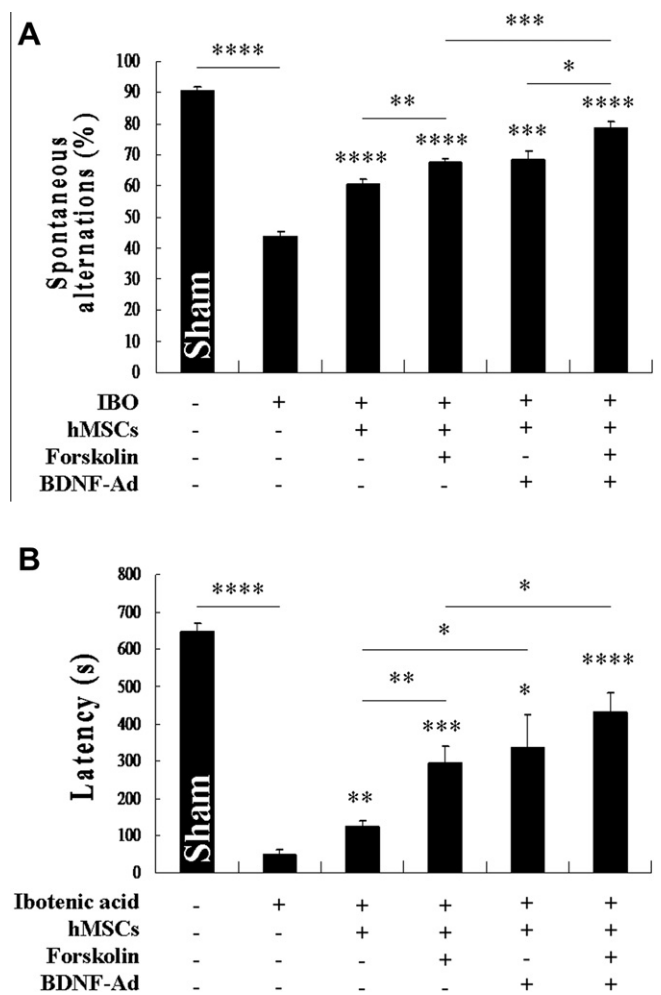 A
Spontaneous
alternations (%)
100
90
80
70
60
50
40
30
20
10
0
Sham
****
****
**
****
***
*
***
****
IBO - + + + + +
hMSCs - - + + + +
Forskolin - - - + - +
BDNF-Ad - - - - + +
B
Latency (s)
800
700
600
500
400
300
200
100
0
Sham
****
**
**
***
*
*
*
****
Ibotenic acid - + + + + +
hMSCs - - + + + +
Forskolin - - - + - +
BDNF-Ad - - - - + +